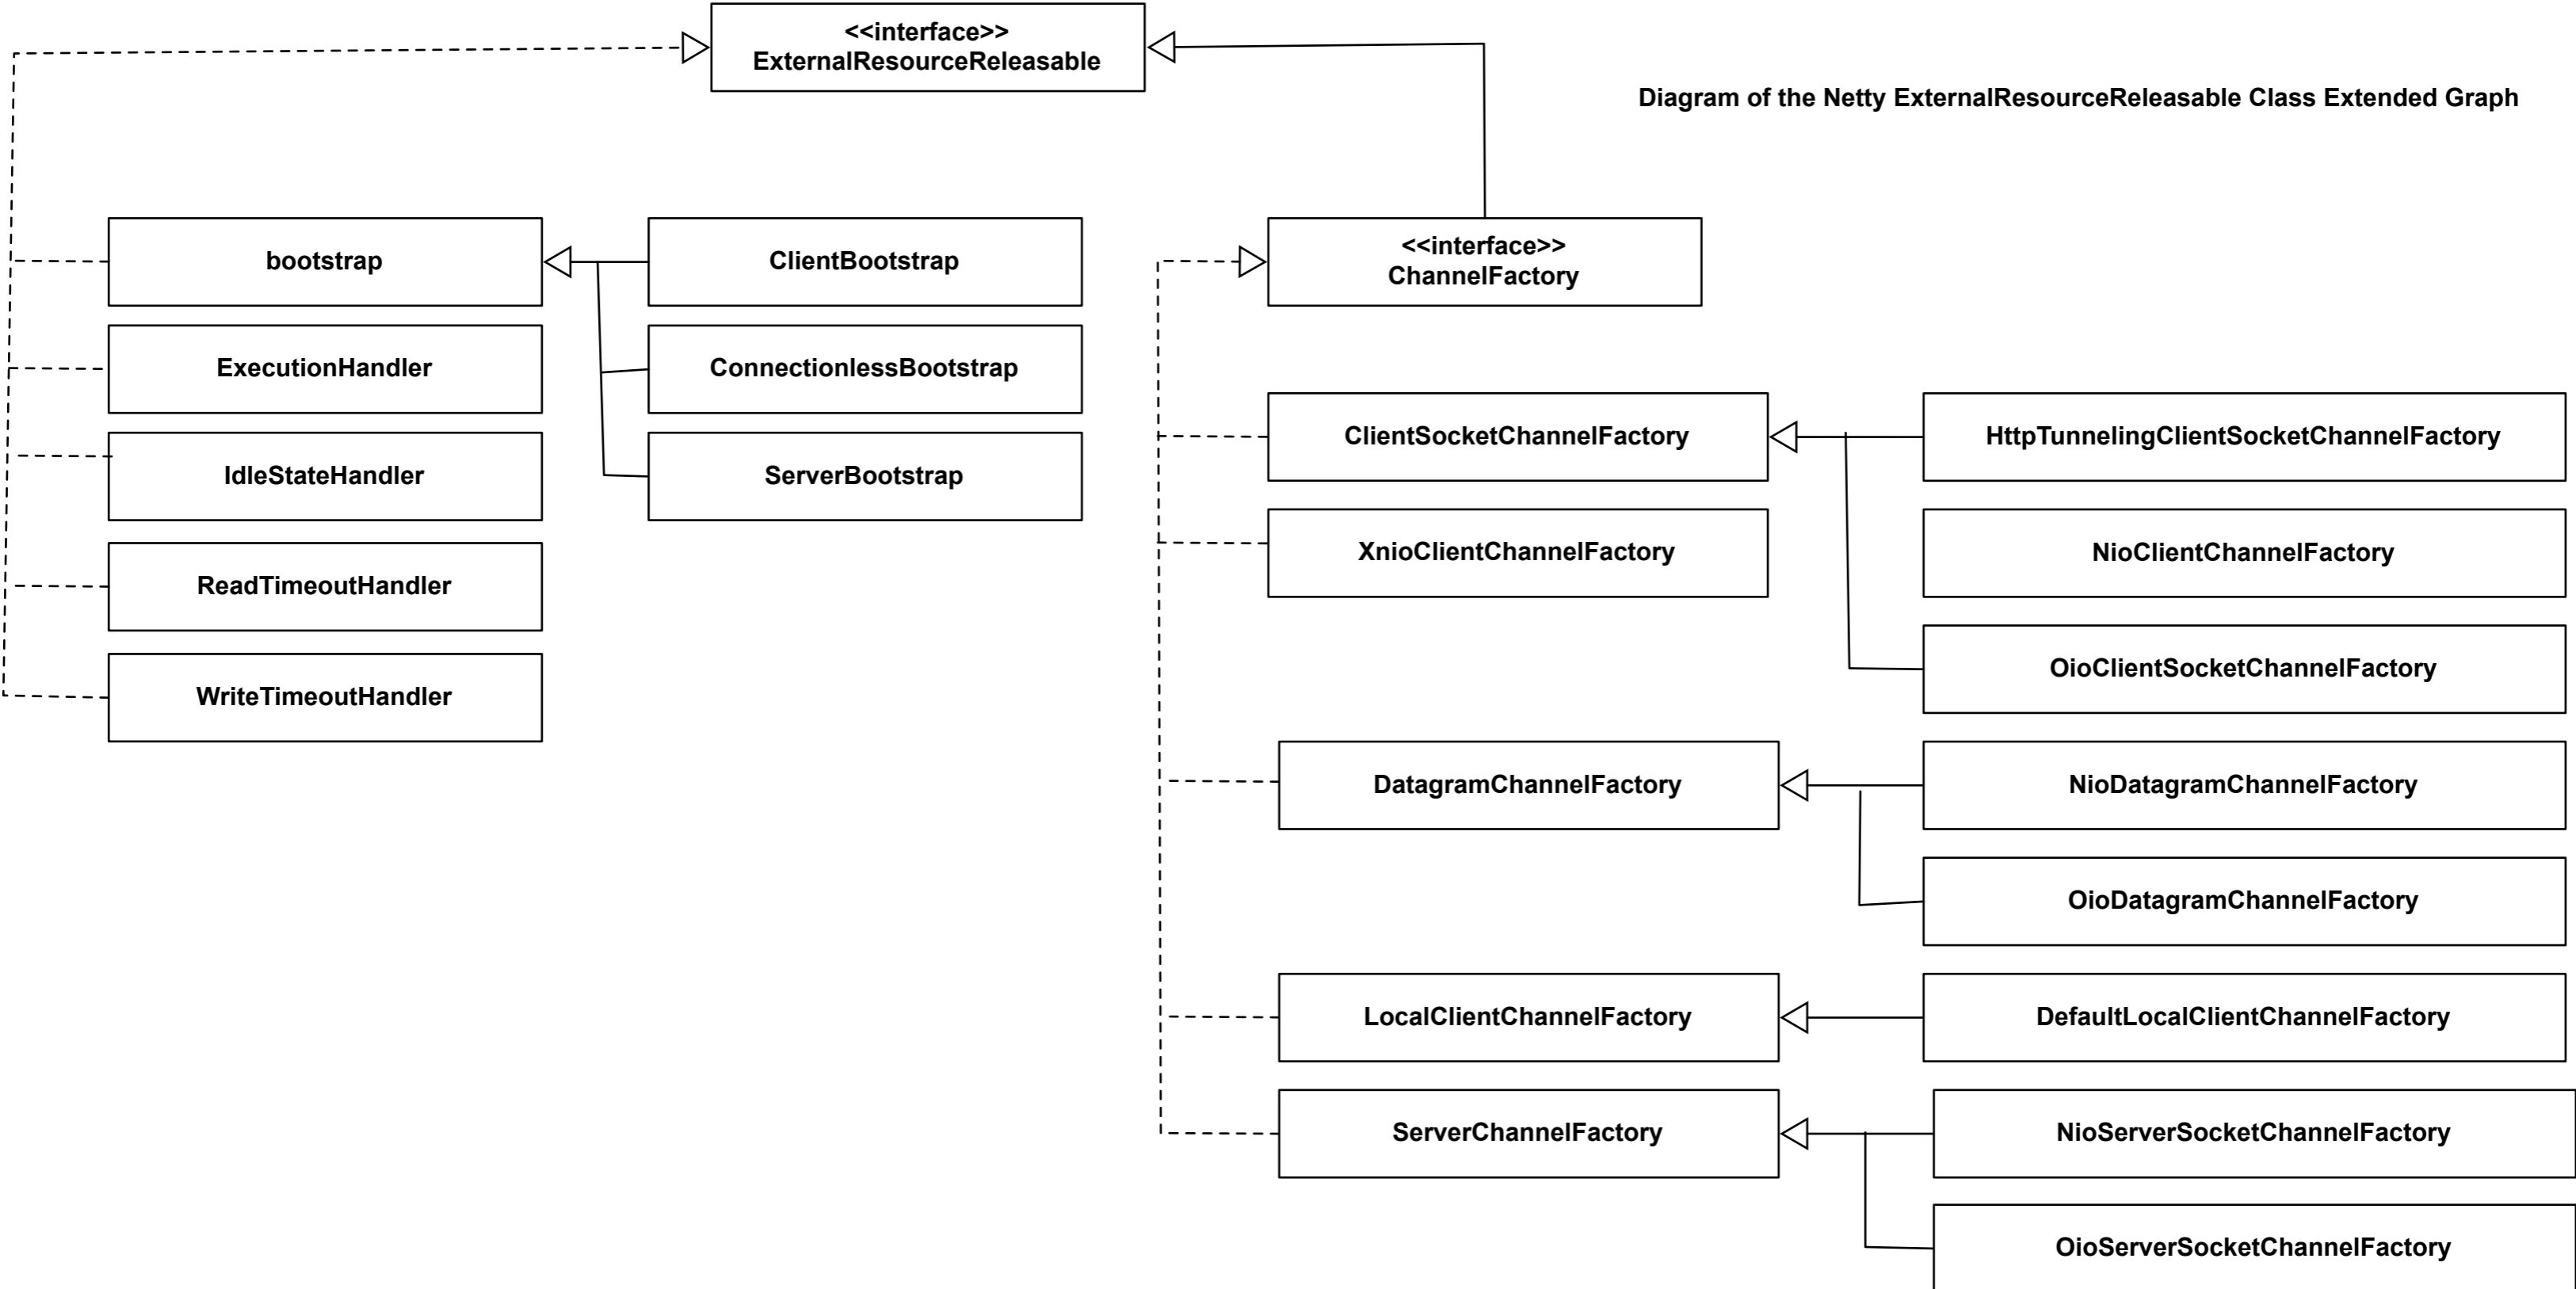 <<interface>>
ExternalResourceReleasable
Diagram of the Netty ExternalResourceReleasable Class Extended Graph
bootstrap
ClientBootstrap
<<interface>>
ChannelFactory
ExecutionHandler
ConnectionlessBootstrap
IdleStateHandler
ServerBootstrap
ReadTimeoutHandler
WriteTimeoutHandler
ClientSocketChannelFactory
HttpTunnelingClientSocketChannelFactory
XnioClientChannelFactory
NioClientChannelFactory
OioClientSocketChannelFactory
DatagramChannelFactory
NioDatagramChannelFactory
OioDatagramChannelFactory
LocalClientChannelFactory
DefaultLocalClientChannelFactory
ServerChannelFactory
NioServerSocketChannelFactory
OioServerSocketChannelFactory